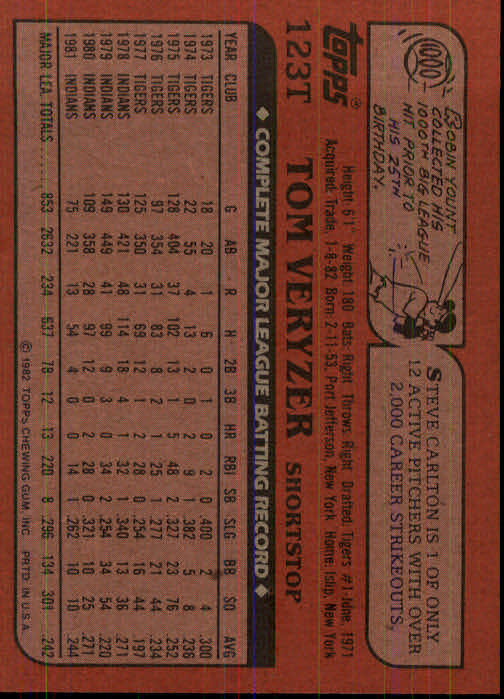 1000
ROBIN YOUNT
COLLECTED HIS
1000TH BIG LEAGUE
HIT PRIOR TO
HIS 25TH
BIRTHDAY.
STEVE CARLTON IS 1 OF ONLY
12 ACTIVE PITCHERS WITH OVER
2,000 CAREER STRIKEOUTS.
topps®
Height: 6'1" Weight: 180 Bats: Right Throws: Right Drafted: Tigers #1-June, 1971
Acquired: Trade, 1-8-82 Born: 2-11-53, Port Jefferson, New York Home: Islip, New York
123T TOM VERYZER SHORTSTOP
◆ COMPLETE MAJOR LEAGUE BATTING RECORD ◆
YEAR CLUB G AB R H 2B 3B HR RBI SB SLG BB SO AVG
1973 TIGERS 18 20 1 6 0 1 0 2 0 .400 2 4 .300
1974 TIGERS 22 55 4 13 2 0 2 9 1 .382 5 8 .236
1975 TIGERS 128 404 37 102 13 1 5 48 2 .327 23 76 .252
1976 TIGERS 97 354 31 83 8 2 1 25 1 .277 21 44 .234
1977 TIGERS 125 350 31 69 12 1 2 28 0 .254 16 44 .197
1978 INDIANS 130 421 48 114 18 4 1 32 1 .340 13 36 .271
1979 INDIANS 149 449 41 99 9 3 0 34 2 .254 34 54 .220
1980 INDIANS 109 358 28 97 12 0 2 28 0 .321 10 25 .271
1981 INDIANS 75 221 13 54 4 0 0 14 1 .262 10 10 .244
MAJOR LEA. TOTALS 853 2632 234 637 78 12 13 220 8 .296 134 301 .242
© 1982 TOPPS CHEWING GUM, INC. PRTD. IN U.S.A.